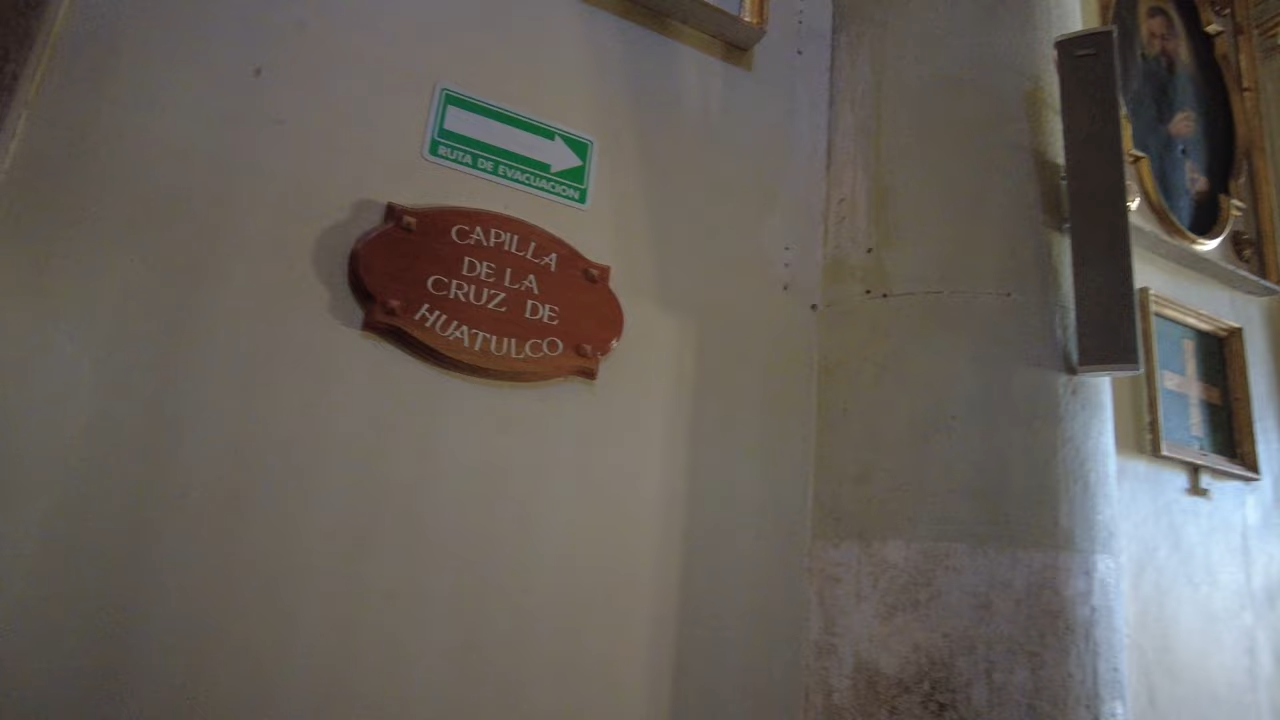 RUTA DE EVACUACION
CAPILLA
DE LA
CRUZ DE
HUATULCO